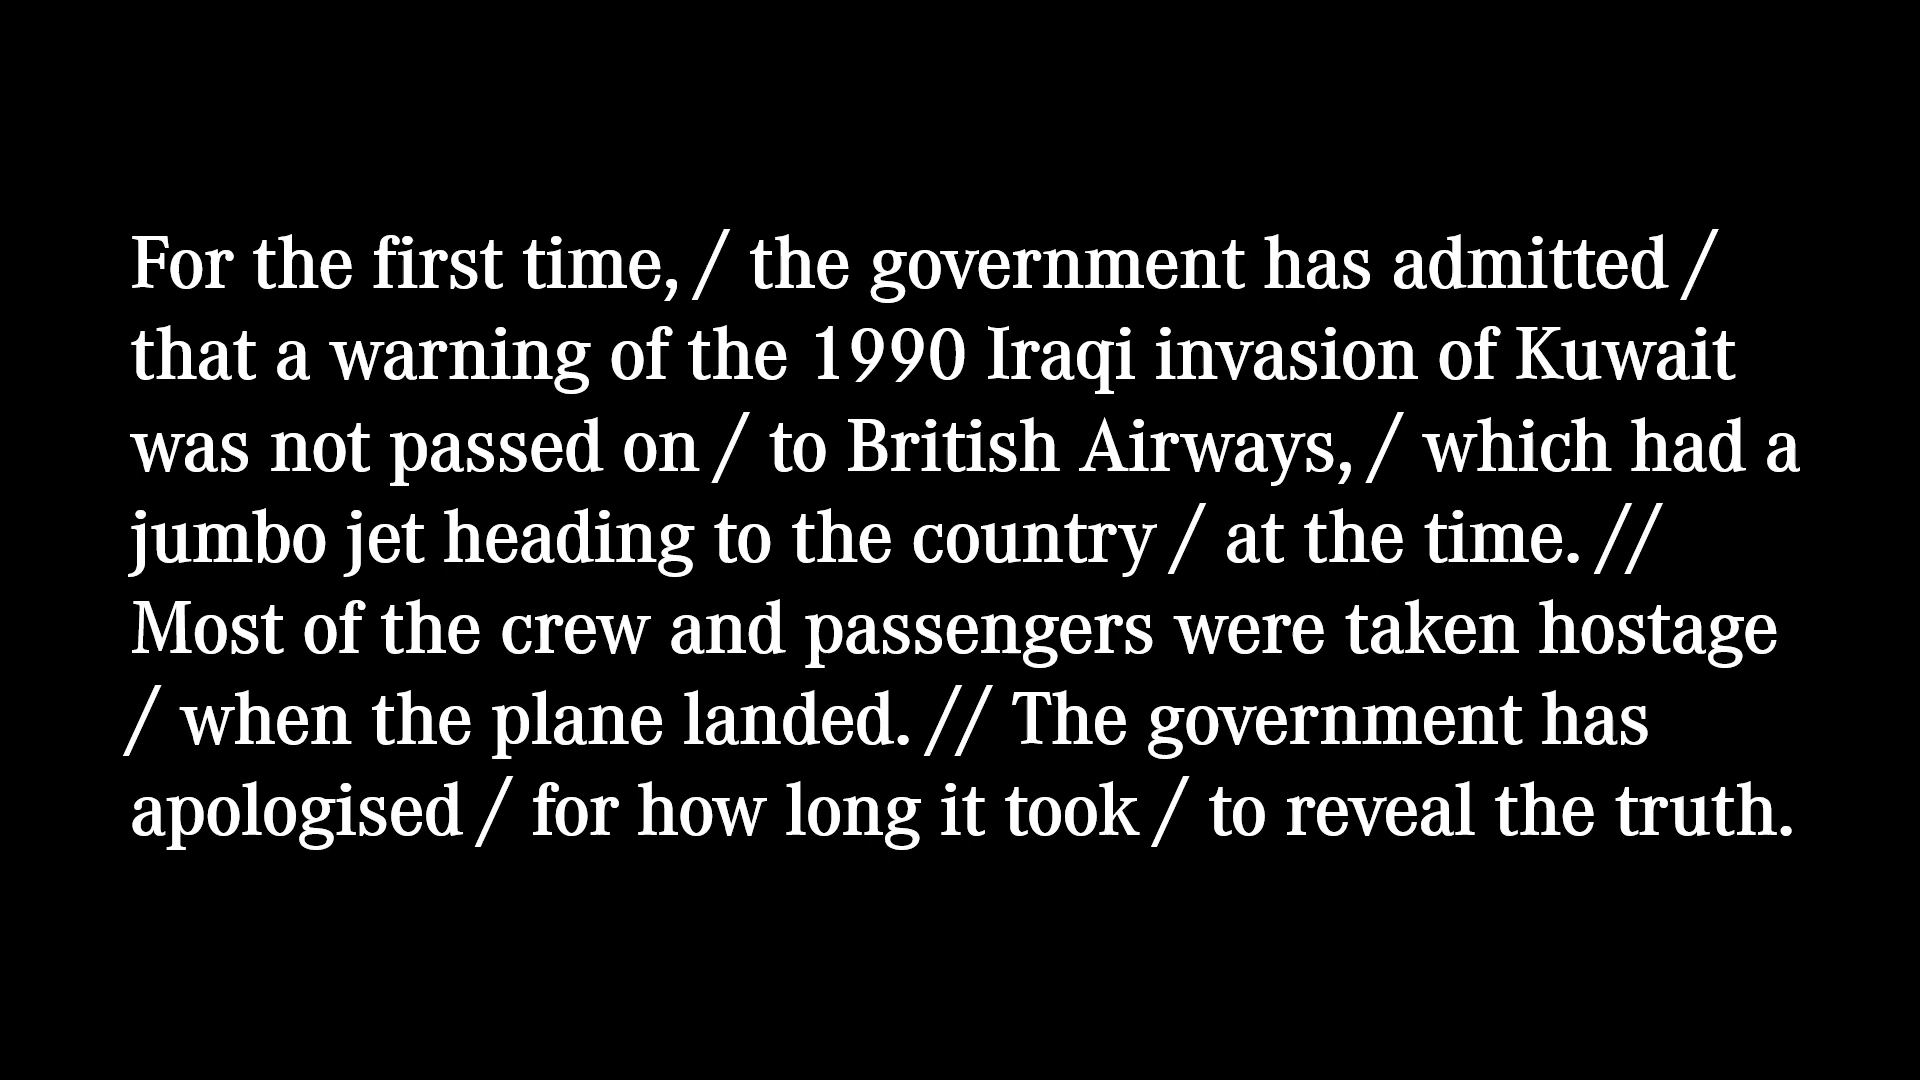 For the first time, / the government has admitted /
that a warning of the 1990 Iraqi invasion of Kuwait
was not passed on / to British Airways, / which had a
jumbo jet heading to the country / at the time. //
Most of the crew and passengers were taken hostage
/ when the plane landed. // The government has
apologised / for how long it took / to reveal the truth.